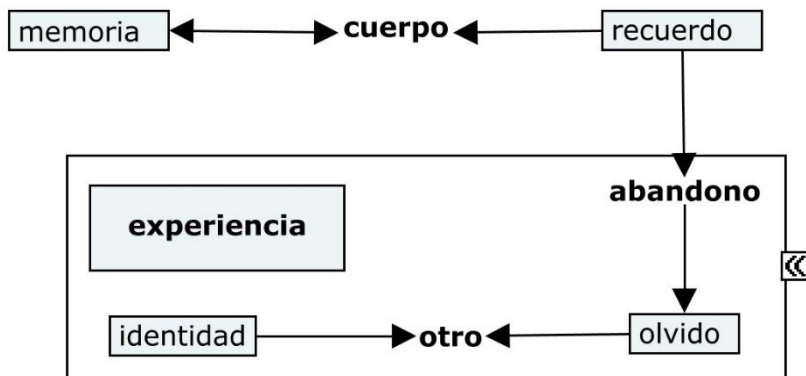 memoria
cuerpo
recuerdo
abandono
experiencia
identidad
otro
olvido